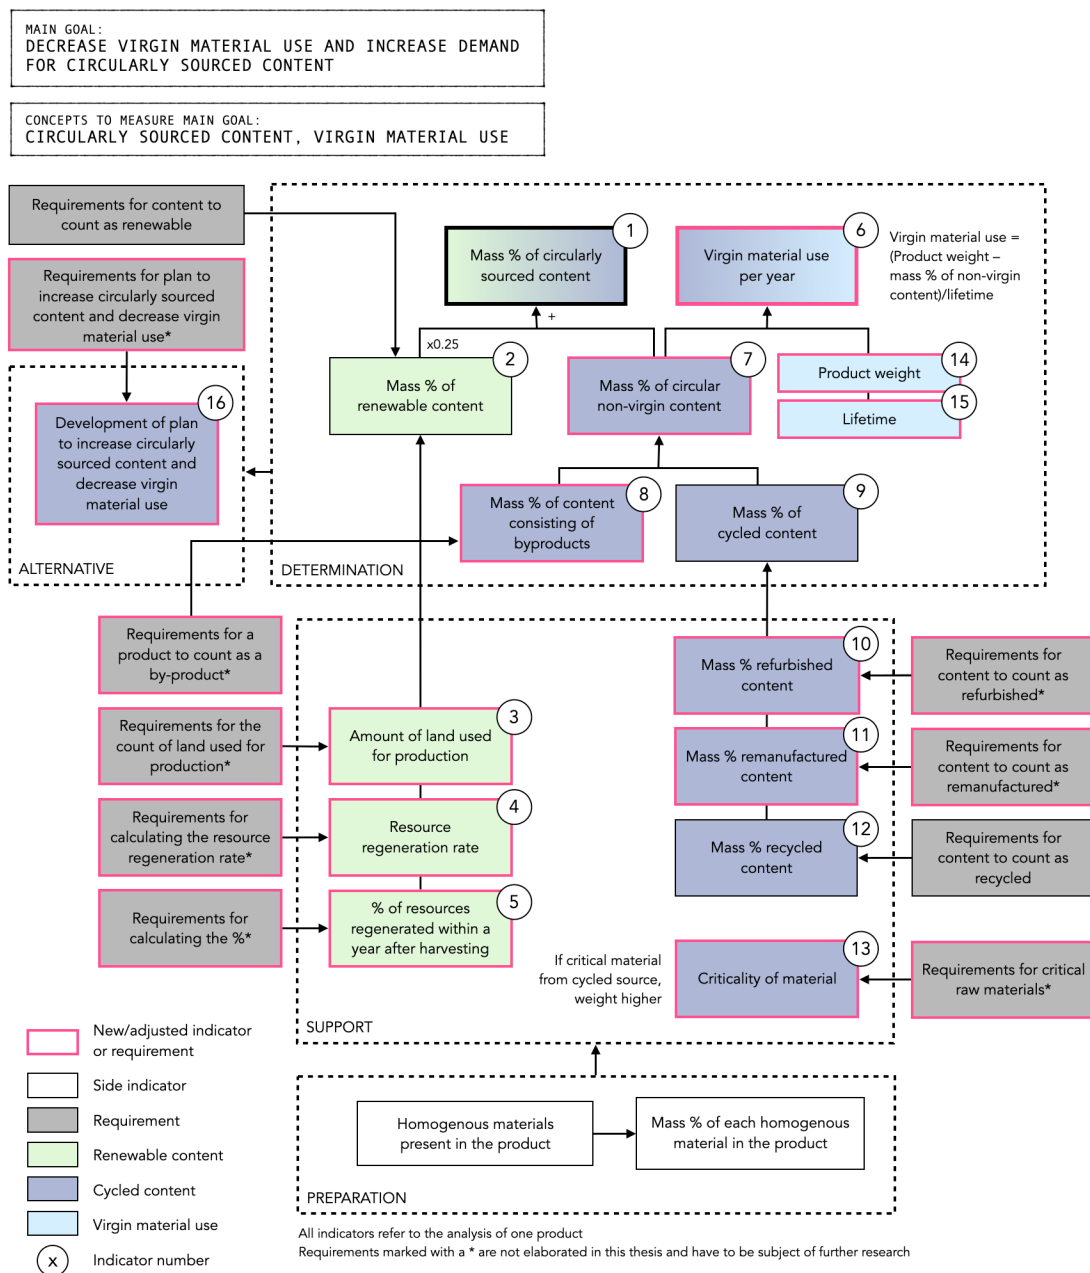 MAIN GOAL:
DECREASE VIRGIN MATERIAL USE AND INCREASE DEMAND
FOR CIRCULARLY SOURCED CONTENT
CONCEPTS TO MEASURE MAIN GOAL:
CIRCULARLY SOURCED CONTENT, VIRGIN MATERIAL USE
Requirements for content to
count as renewable
Requirements for plan to
increase circularly sourced
content and decrease virgin
material use*
16
Development of plan
to increase circularly
sourced content and
decrease virgin
material use
ALTERNATIVE
1
Mass % of circularly
sourced content
6
Virgin material use
per year
Virgin material use =
(Product weight –
mass % of non-virgin
content)/lifetime
+
x0.25
2
Mass % of
renewable content
7
Mass % of circular
non-virgin content
14
Product weight
15
Lifetime
8
Mass % of content
consisting of
byproducts
9
Mass % of
cycled content
DETERMINATION
Requirements for a
product to count as a
by-product*
Requirements for the
count of land used for
production*
Requirements for
calculating the resource
regeneration rate*
Requirements for
calculating the %*
3
Amount of land used
for production
4
Resource
regeneration rate
5
% of resources
regenerated within a
year after harvesting
10
Mass % refurbished
content
11
Mass % remanufactured
content
12
Mass % recycled
content
13
Criticality of material
If critical material
from cycled source,
weight higher
Requirements for
content to count as
refurbished*
Requirements for
content to count as
remanufactured*
Requirements for
content to count as
recycled
Requirements for critical
raw materials*
SUPPORT
Homogenous materials
present in the product
Mass % of each homogenous
material in the product
PREPARATION
New/adjusted indicator
or requirement
Side indicator
Requirement
Renewable content
Cycled content
Virgin material use
x
Indicator number
All indicators refer to the analysis of one product
Requirements marked with a * are not elaborated in this thesis and have to be subject of further research